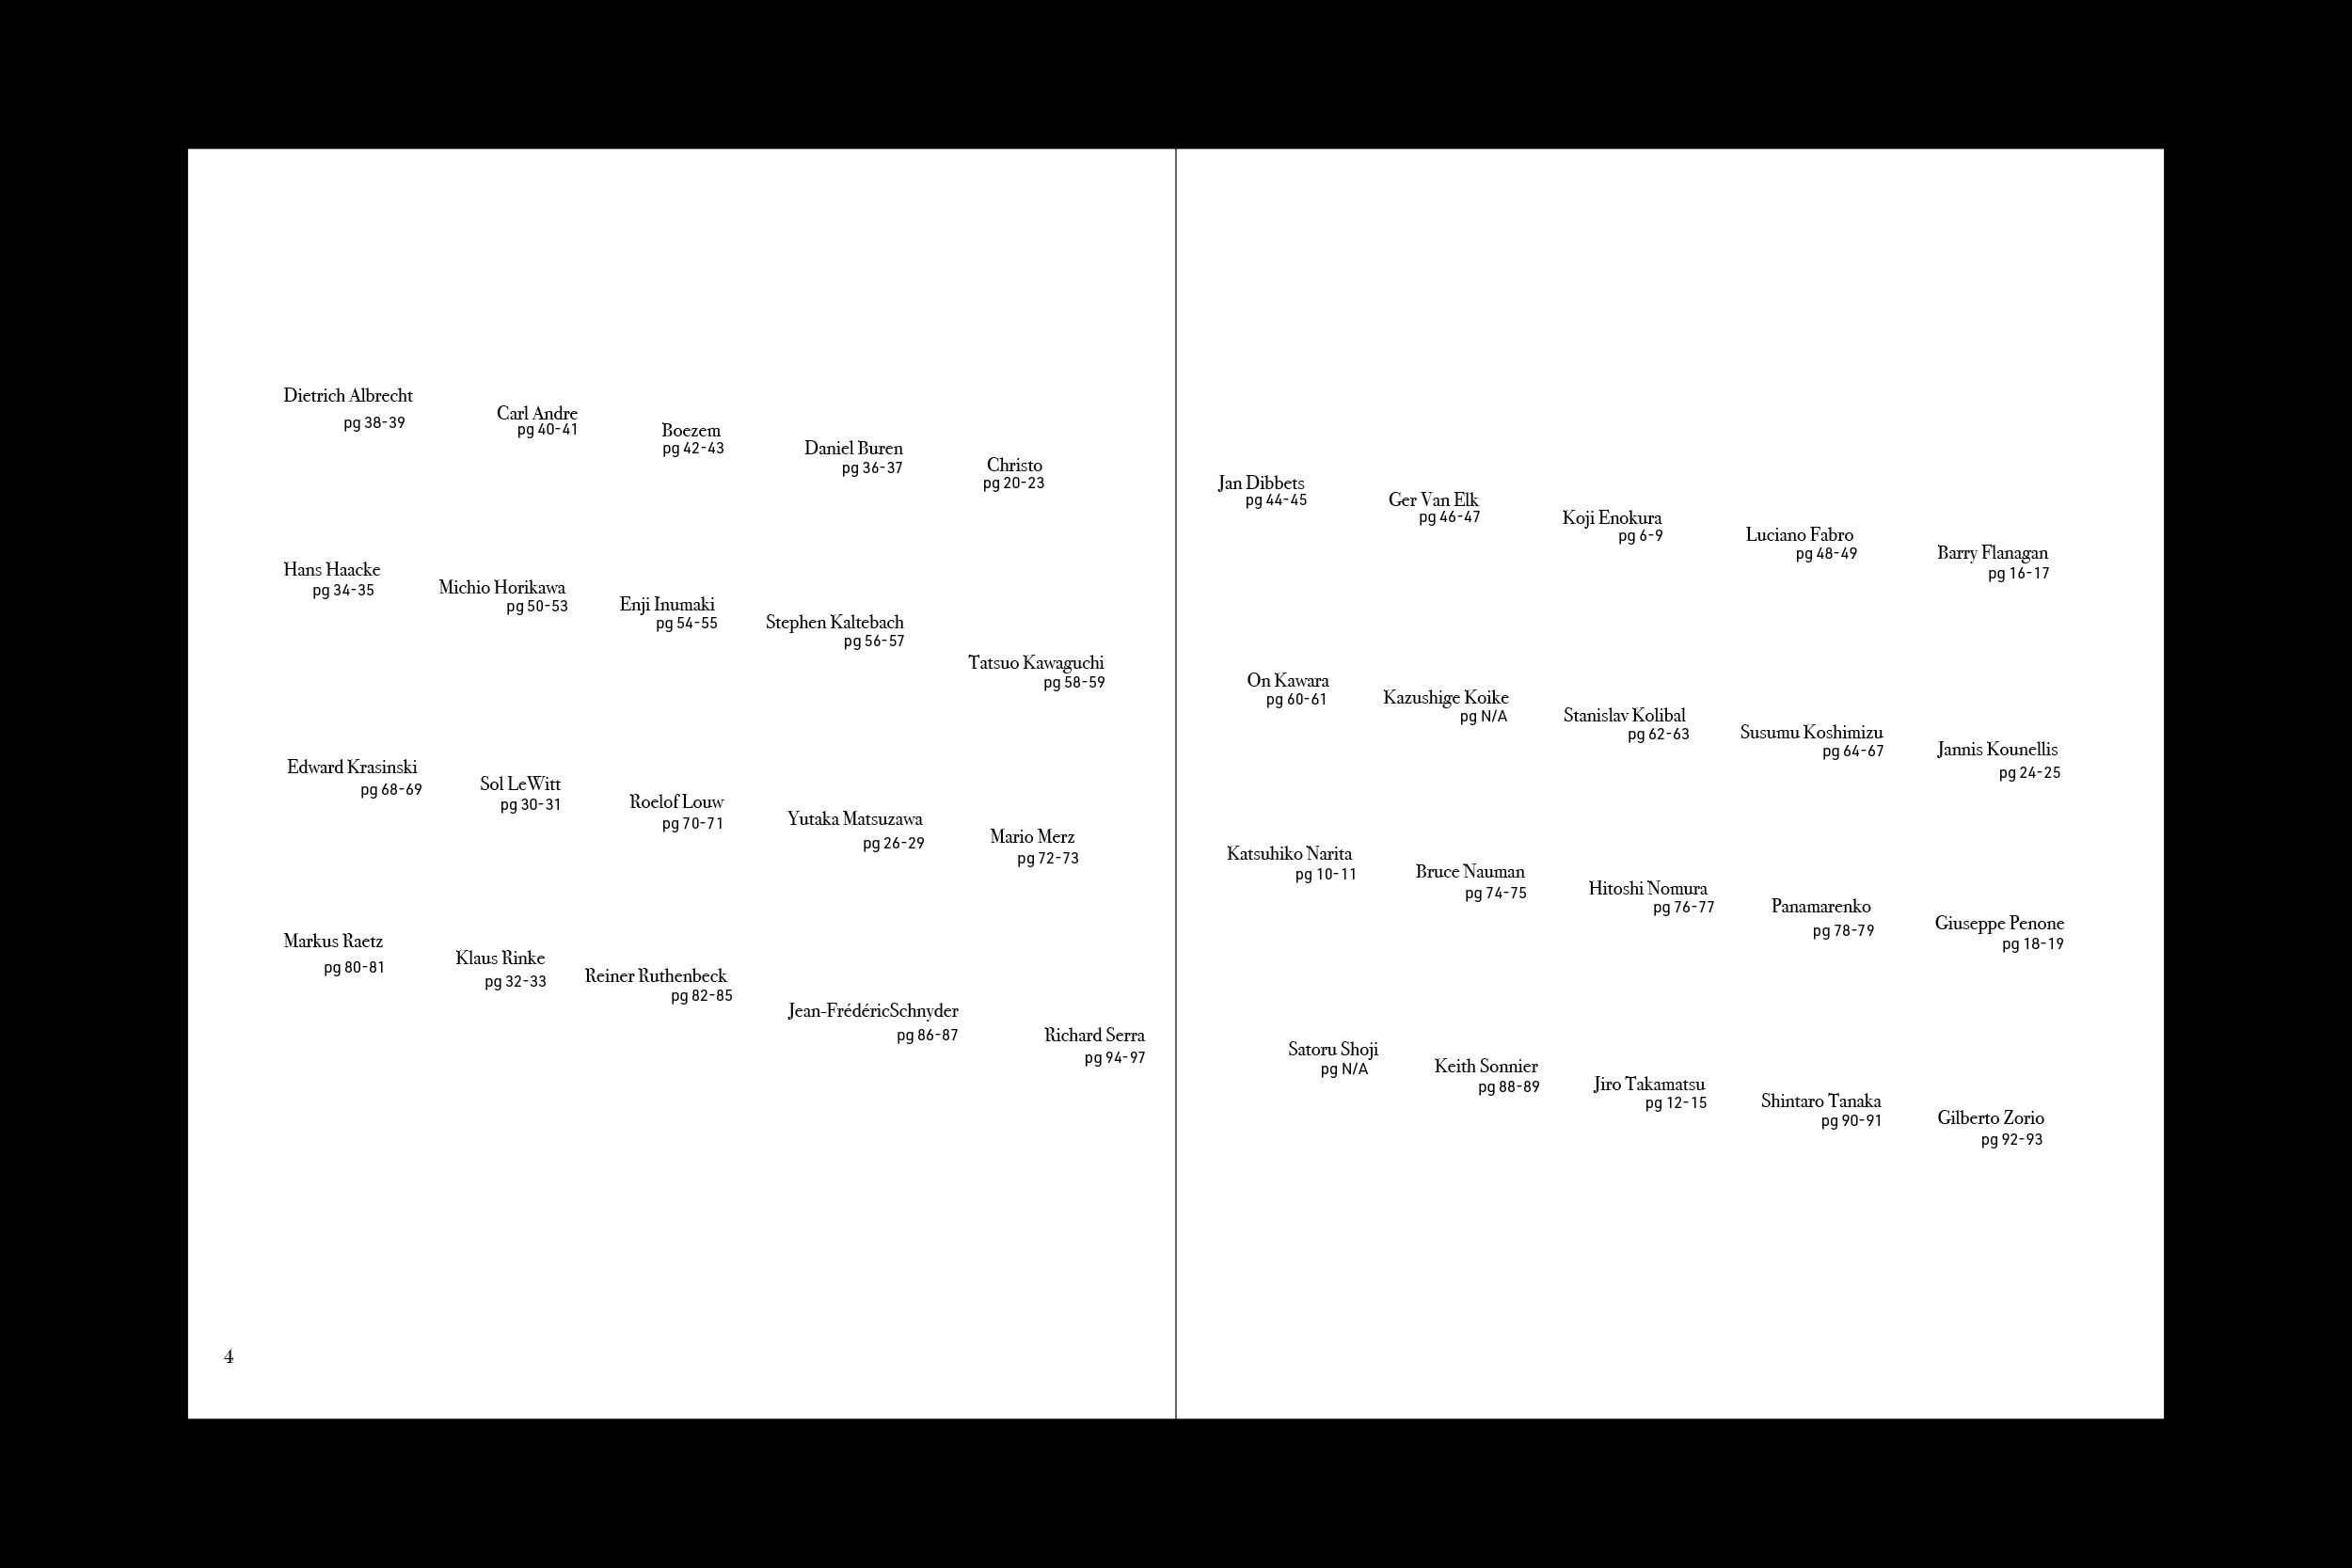 Dietrich Albrecht
pg 38-39
Carl Andre
pg 40-41
Boezem
pg 42-43
Daniel Buren
pg 36-37
Christo
pg 20-23
Jan Dibbets
pg 44-45
Ger Van Elk
pg 46-47
Koji Enokura
pg 6-9
Luciano Fabro
pg 48-49
Barry Flanagan
pg 16-17
Hans Haacke
pg 34-35
Michio Horikawa
pg 50-53
Enji Inumaki
pg 54-55
Stephen Kaltebach
pg 56-57
Tatsuo Kawaguchi
pg 58-59
On Kawara
pg 60-61
Kazushige Koike
pg N/A
Stanislav Kolibal
pg 62-63
Susumu Koshimizu
pg 64-67
Jannis Kounellis
pg 24-25
Edward Krasinski
pg 68-69
Sol LeWitt
pg 30-31
Roelof Louw
pg 70-71
Yutaka Matsuzawa
pg 26-29
Mario Merz
pg 72-73
Katsuhiko Narita
pg 10-11
Bruce Nauman
pg 74-75
Hitoshi Nomura
pg 76-77
Panamarenko
pg 78-79
Giuseppe Penone
pg 18-19
Markus Raetz
pg 80-81
Klaus Rinke
pg 32-33
Reiner Ruthenbeck
pg 82-85
Jean-FrédéricSchnyder
pg 86-87
Richard Serra
pg 94-97
Satoru Shoji
pg N/A
Keith Sonnier
pg 88-89
Jiro Takamatsu
pg 12-15
Shintaro Tanaka
pg 90-91
Gilberto Zorio
pg 92-93
4